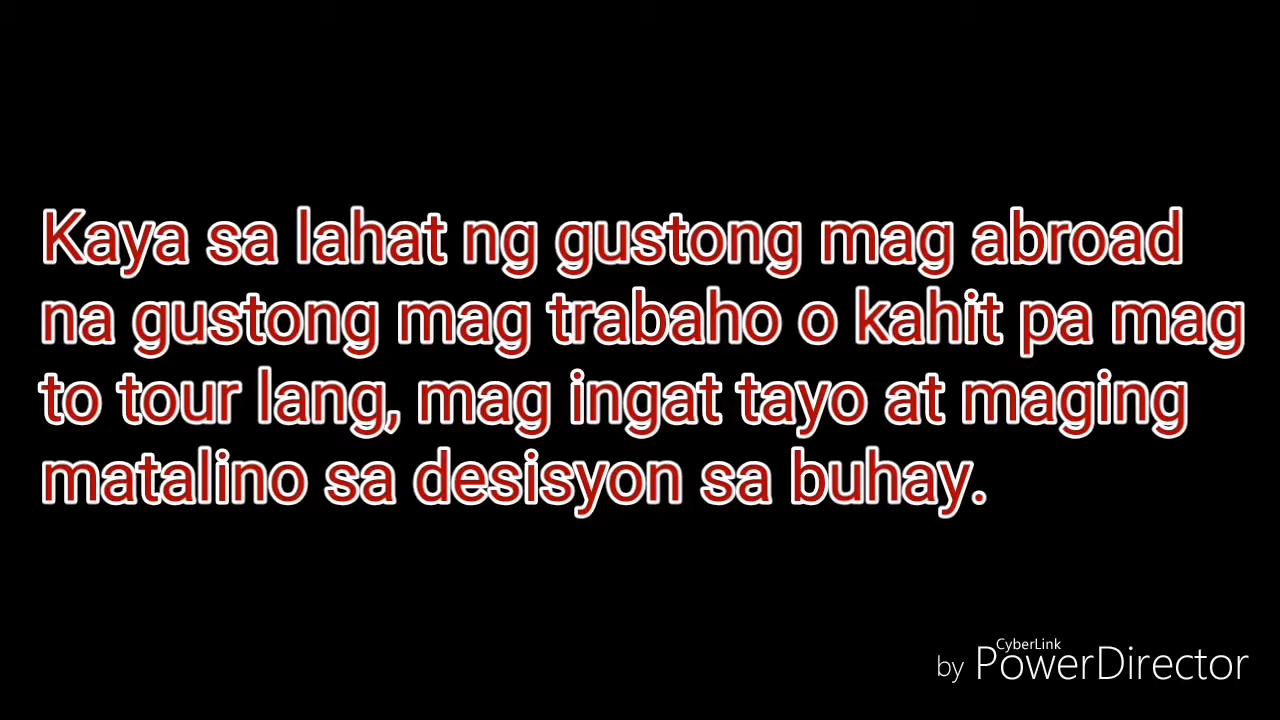 Kaya sa lahat ng gustong mag abroad
na gustong mag trabaho o kahit pa mag
to tour lang, mag ingat tayo at maging
matalino sa desisyon sa buhay.
CyberLink
by PowerDirector